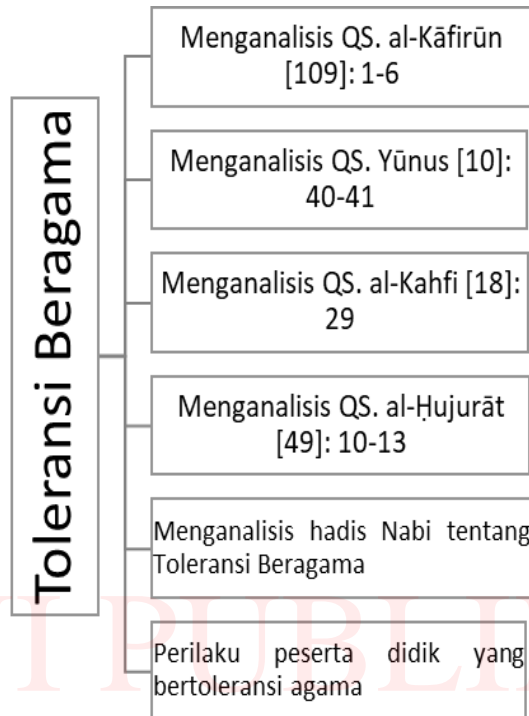 Toleransi Beragama
Menganalisis QS. al-Kāfirūn
[109]: 1-6
Menganalisis QS. Yūnus [10]:
40-41
Menganalisis QS. al-Kahfi [18]:
29
Menganalisis QS. al-Ḥujurāt
[49]: 10-13
Menganalisis hadis Nabi tentang
Toleransi Beragama
Perilaku peserta didik yang
bertoleransi agama